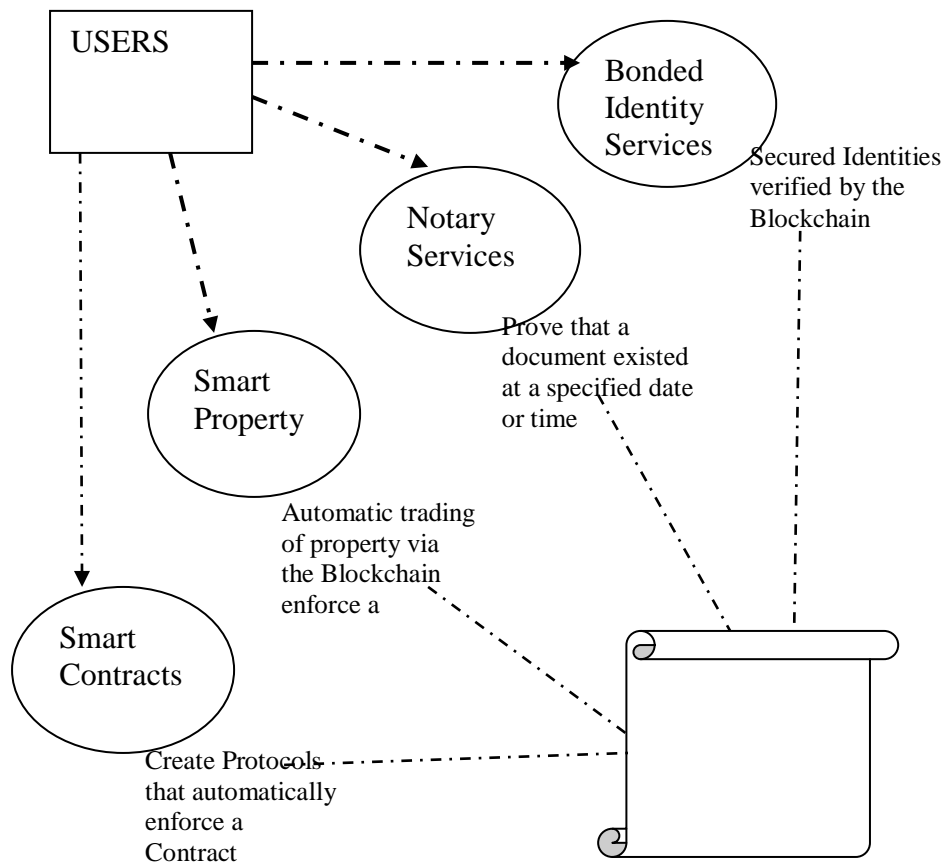 USERS
Bonded
Identity
Services
Secured Identities
verified by the
Blockchain
Notary
Services
Prove that a
document existed
at a specified date
or time
Smart
Property
Automatic trading
of property via
the Blockchain
enforce a
Smart
Contracts
Create Protocols
that automatically
enforce a
Contract